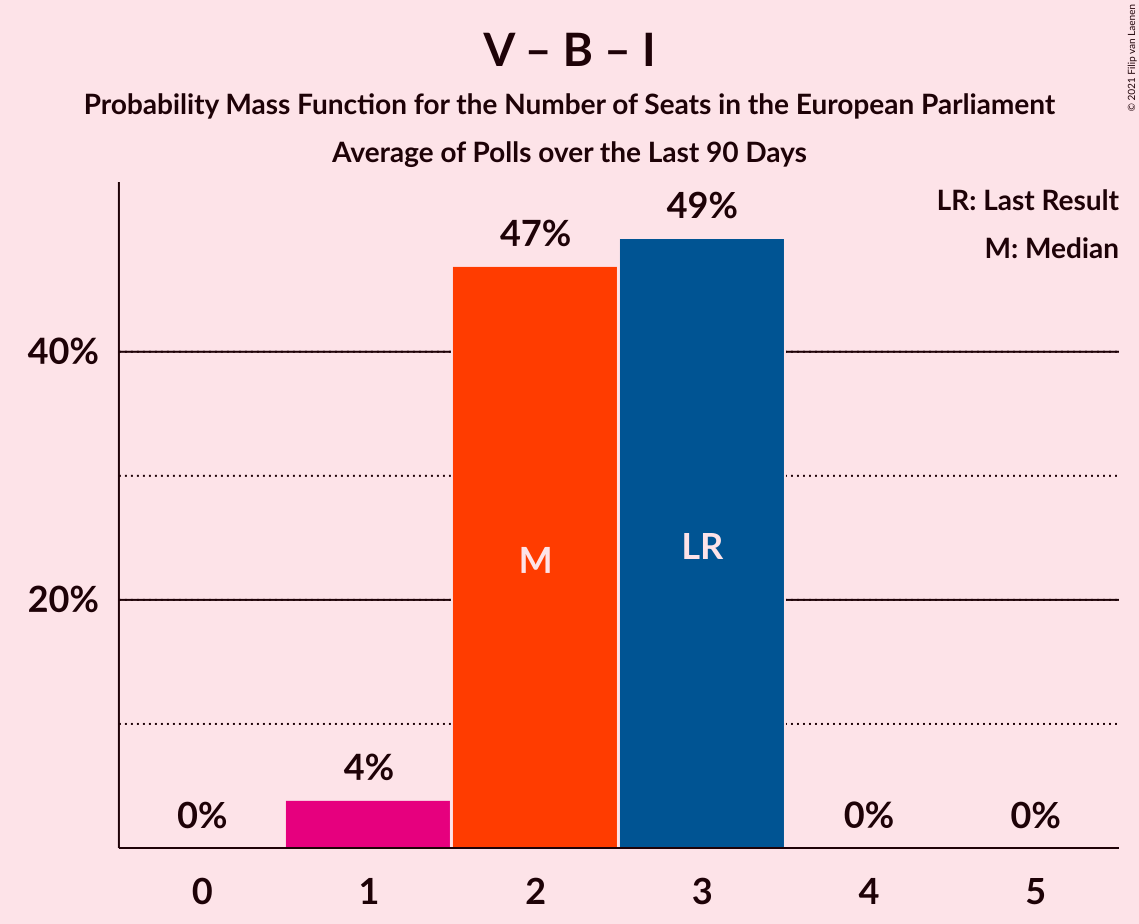 V – B – I
Probability Mass Function for the Number of Seats in the European Parliament
Average of Polls over the Last 90 Days
© 2021 Filip van Laenen
LR: Last Result
M: Median
49%
47%
40%
LR
M
20%
4%
0%
0%
0%
0
1
2
3
4
5